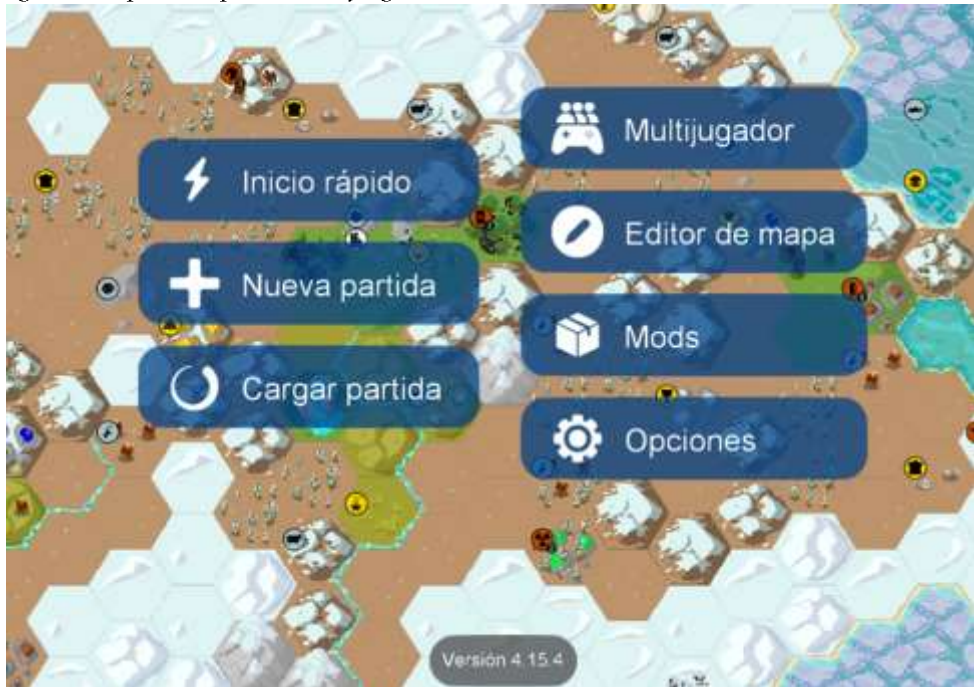 Inicio rápido
Nueva partida
Cargar partida
Multijugador
Editor de mapa
Mods
Opciones
Versión 4.15.4